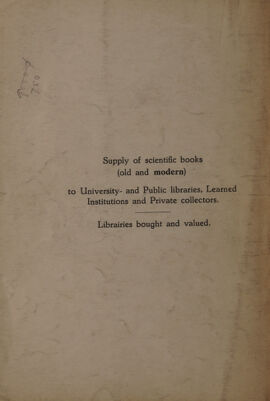 Supply of scientific books
(old and modern)
to University- and Public libraries, Learned
Institutions and Private collectors.
Librairies bought and valued.